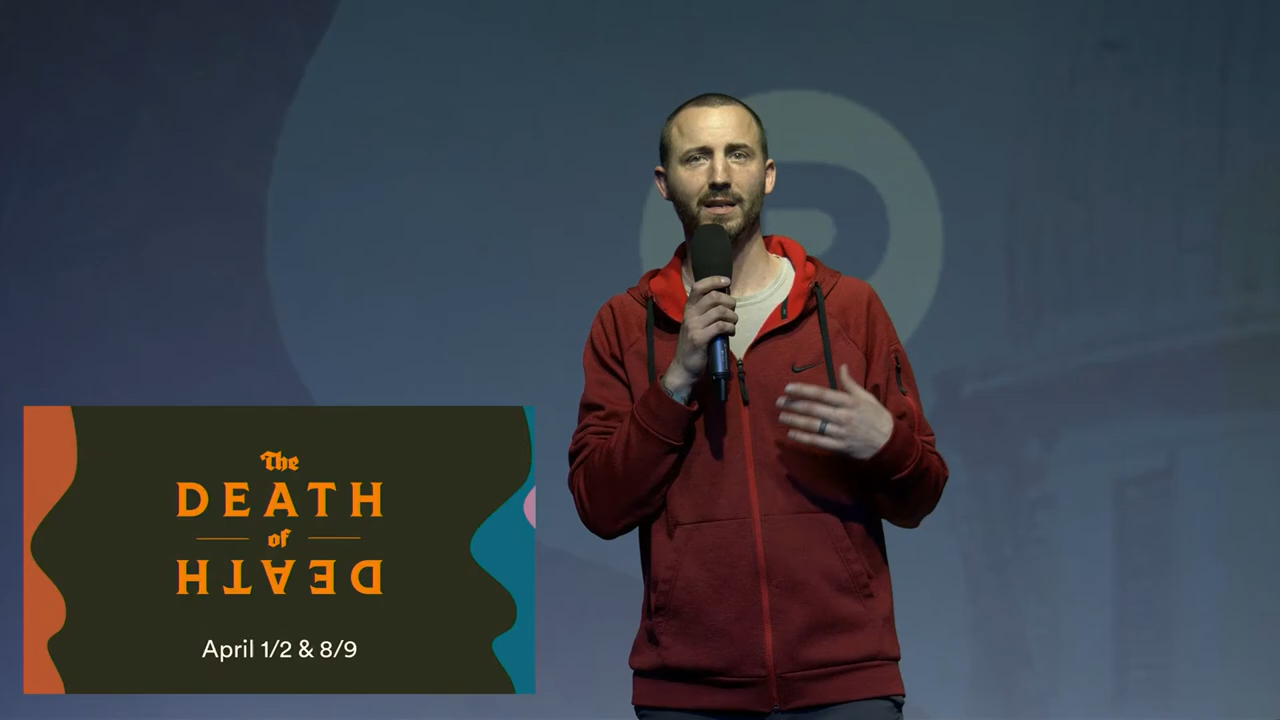 The
DEATH
of
DEATH
April 1/2 & 8/9